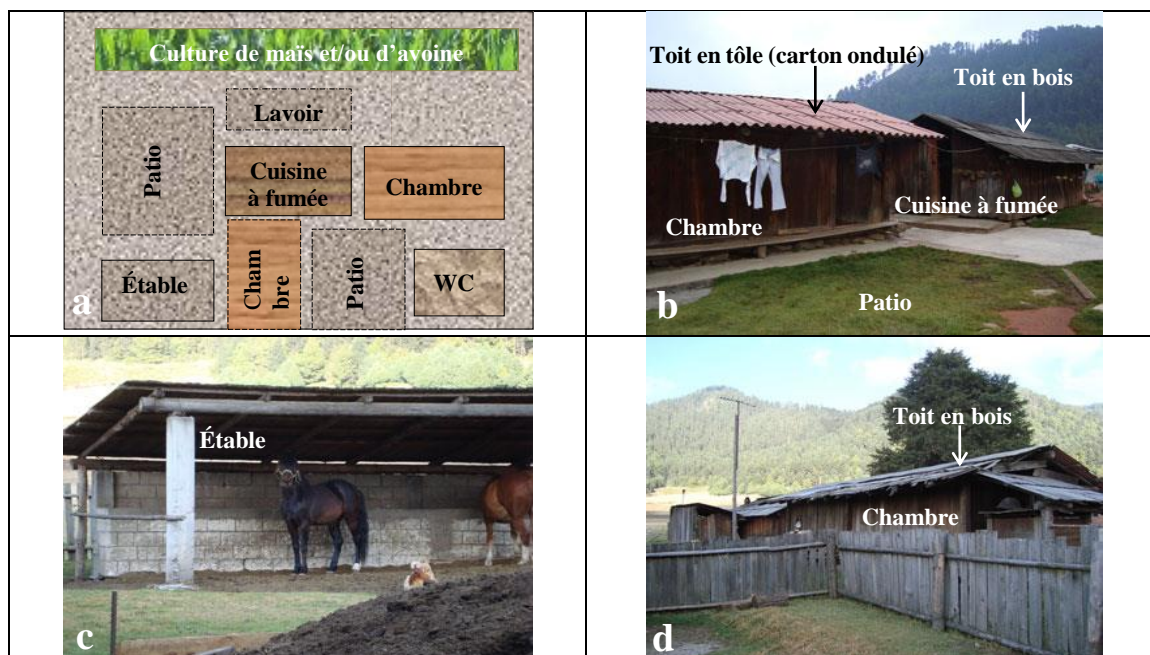 Culture de maïs et/ou d'avoine
Lavoir
Patio
Cuisine
à fumée
Chambre
Étable
Cham
bre
Patio
WC
a
Toit en tôle (carton ondulé)
Toit en bois
Cuisine à fumée
Chambre
Patio
b
Étable
c
Toit en bois
Chambre
d